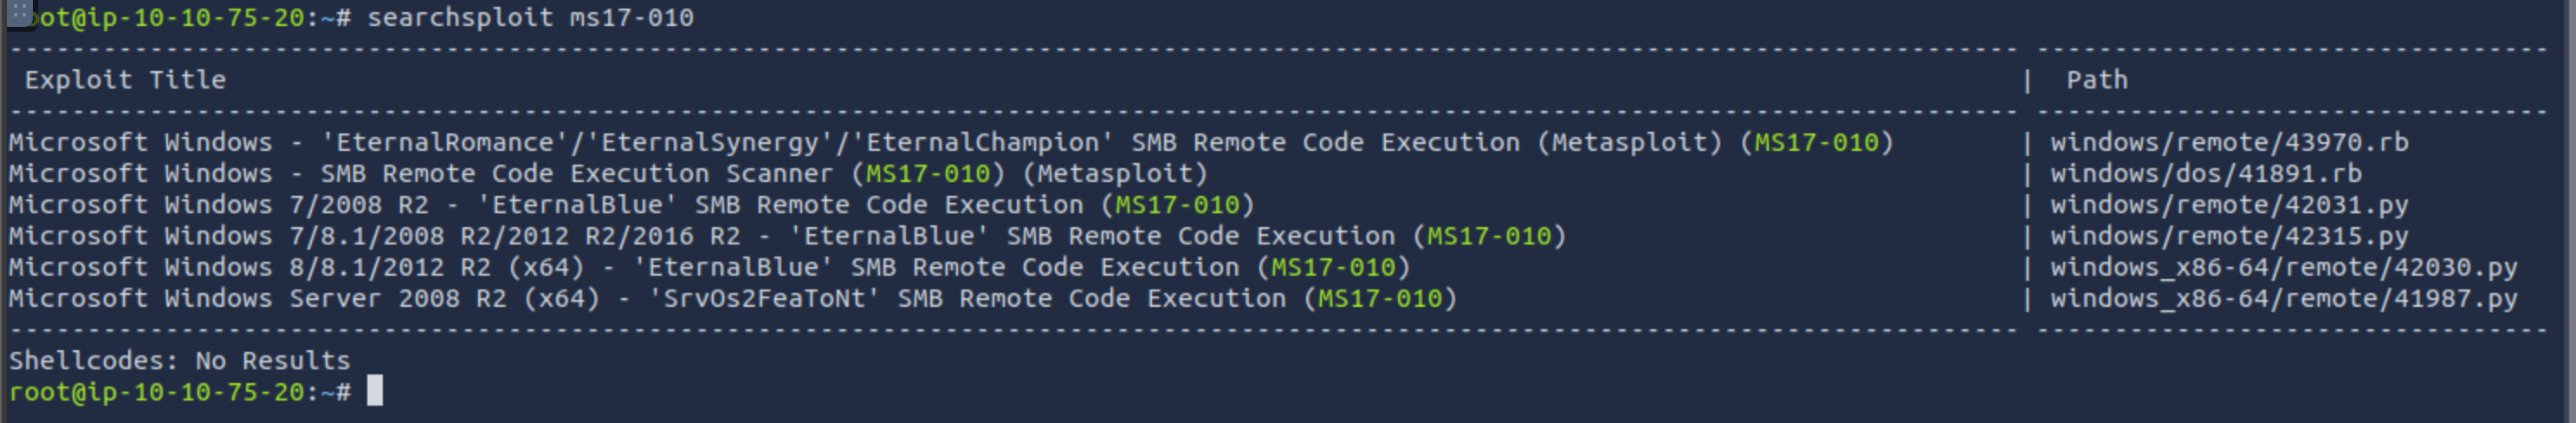 oot@ip-10-10-75-20:~# searchsploit ms17-010
---------------------------------------------------------------------------------------------------------------------------------- ---------------------------------
 Exploit Title                                                                                                                    |  Path
---------------------------------------------------------------------------------------------------------------------------------- ---------------------------------
Microsoft Windows - 'EternalRomance'/'EternalSynergy'/'EternalChampion' SMB Remote Code Execution (Metasploit) (MS17-010)         | windows/remote/43970.rb
Microsoft Windows - SMB Remote Code Execution Scanner (MS17-010) (Metasploit)                                                     | windows/dos/41891.rb
Microsoft Windows 7/2008 R2 - 'EternalBlue' SMB Remote Code Execution (MS17-010)                                                  | windows/remote/42031.py
Microsoft Windows 7/8.1/2008 R2/2012 R2/2016 R2 - 'EternalBlue' SMB Remote Code Execution (MS17-010)                              | windows/remote/42315.py
Microsoft Windows 8/8.1/2012 R2 (x64) - 'EternalBlue' SMB Remote Code Execution (MS17-010)                                        | windows_x86-64/remote/42030.py
Microsoft Windows Server 2008 R2 (x64) - 'SrvOs2FeaToNt' SMB Remote Code Execution (MS17-010)                                     | windows_x86-64/remote/41987.py
---------------------------------------------------------------------------------------------------------------------------------- ---------------------------------
Shellcodes: No Results
root@ip-10-10-75-20:~#